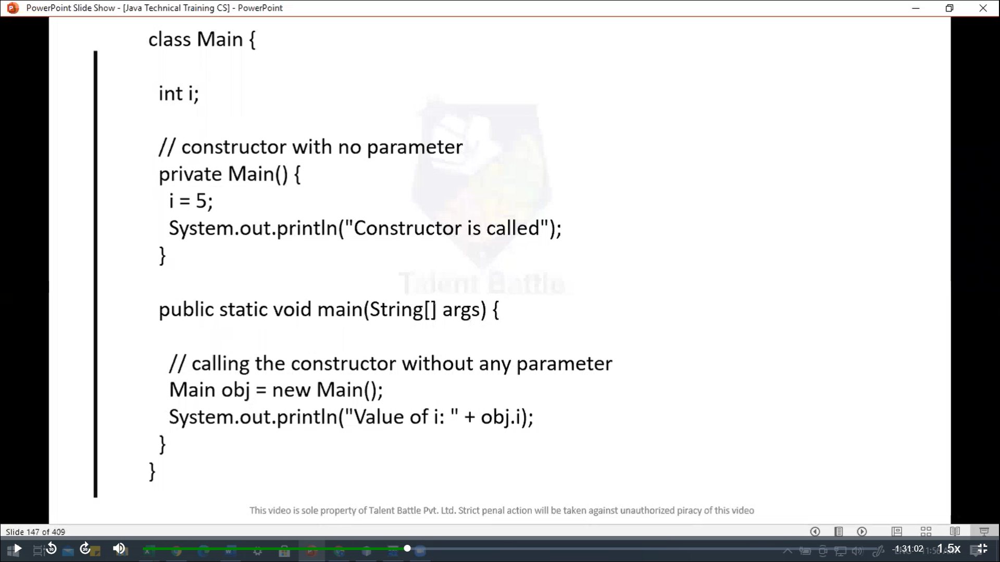 PowerPoint Slide Show - [Java Technical Training CS] - PowerPoint
class Main {
int i;
// constructor with no parameter
private Main() {
i = 5;
System.out.println("Constructor is called");
}
Talent Battle
public static void main(String[] args) {
// calling the constructor without any parameter
Main obj = new Main();
System.out.println("Value of i: " + obj.i);
}
}
This video is sole property of Talent Battle Pvt. Ltd. Strict penal action will be taken against unauthorized piracy of this video
Slide 147 of 409
10
30
-1:31:02
1.5x